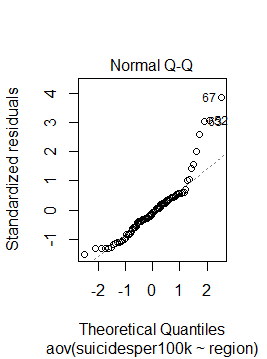 Normal Q-Q
Standardized residuals
4
3
2
1
0
-1
67
-2 -1 0 1 2
Theoretical Quantiles
aov(suicidesper100k ~ region)